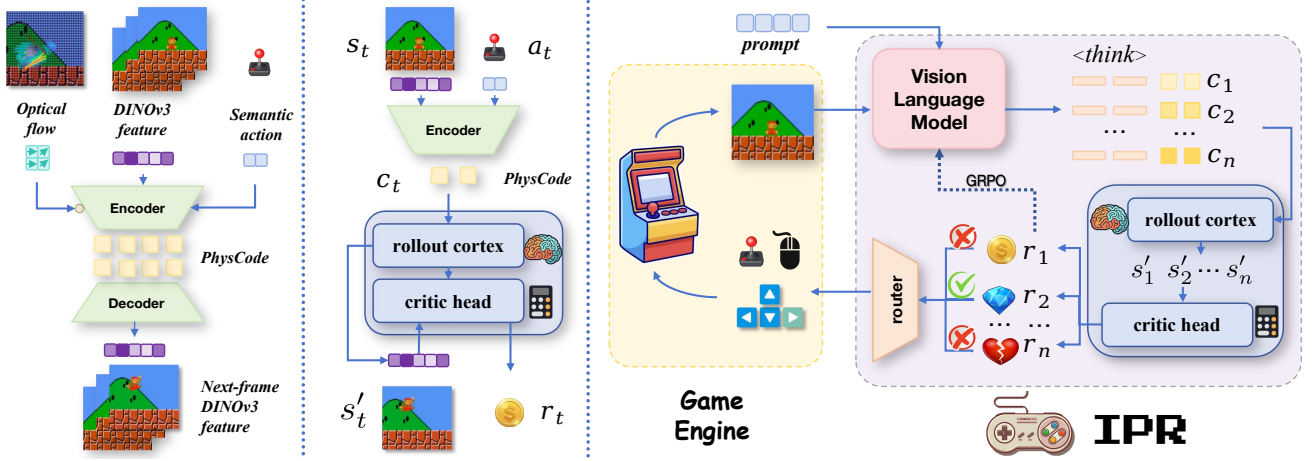 Optical
flow
DINOv3
feature
Semantic
action
Encoder
PhysCode
Decoder
Next-frame
DINOv3
feature
s_t
a_t
Encoder
c_t
PhysCode
rollout cortex
critic head
s'_t
r_t
prompt
Vision
Language
Model
<think>
c_1
c_2
... ...
c_n
GRPO
rollout cortex
s'_1 s'_2 ... s'_n
critic head
router
r_1
r_2
... ...
r_n
Game
Engine
IPR